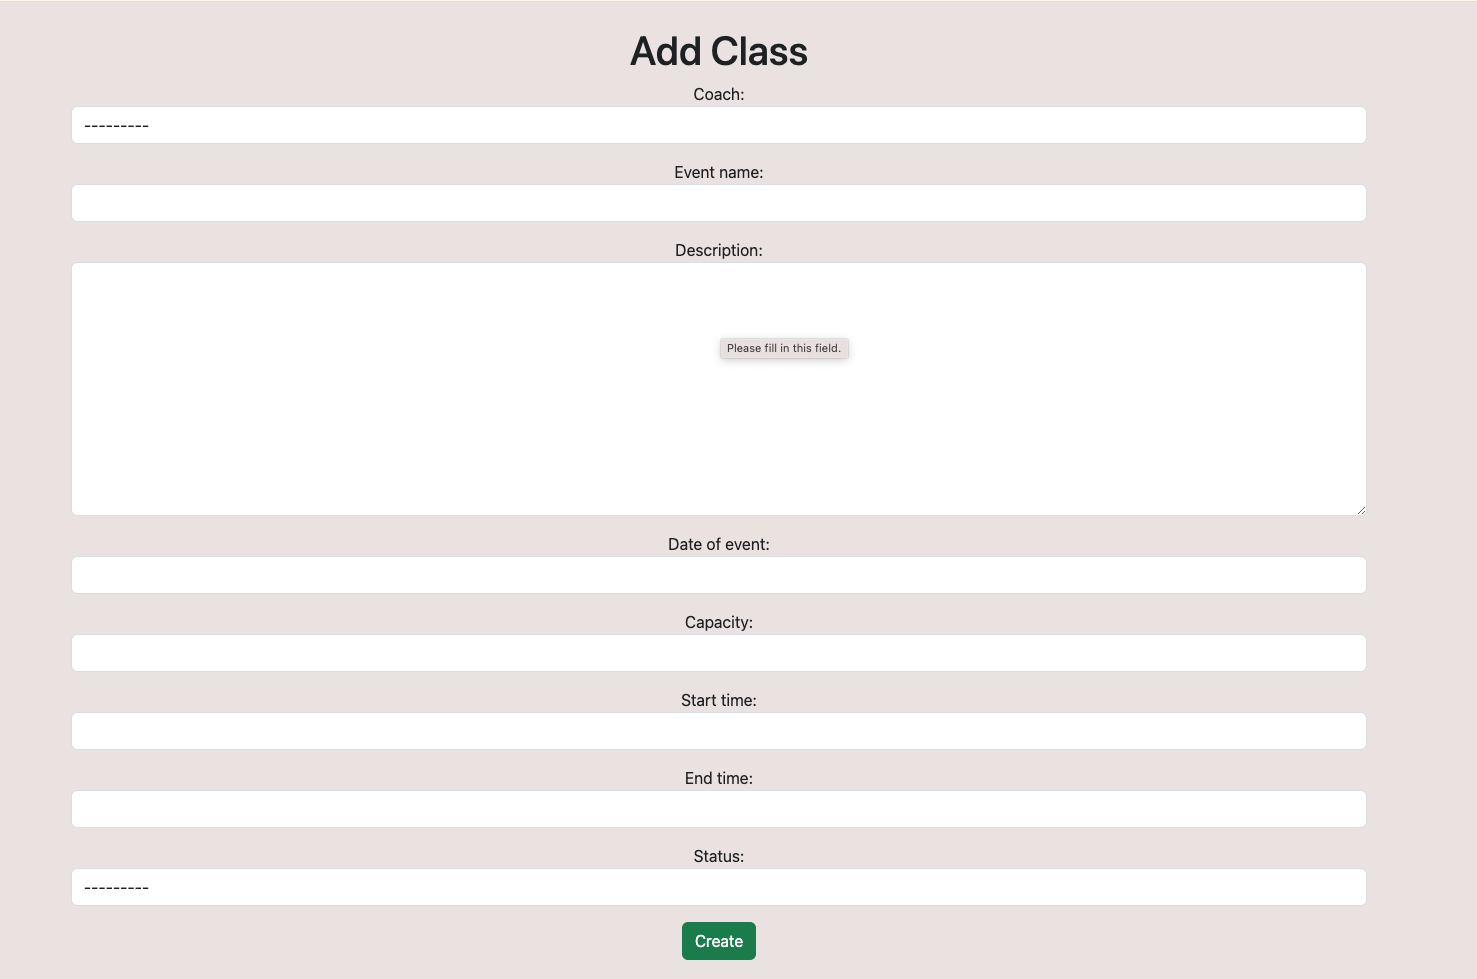 Add Class
Coach:
---------
Event name:
Description:
Please fill in this field.
Date of event:
Capacity:
Start time:
End time:
Status:
---------
Create